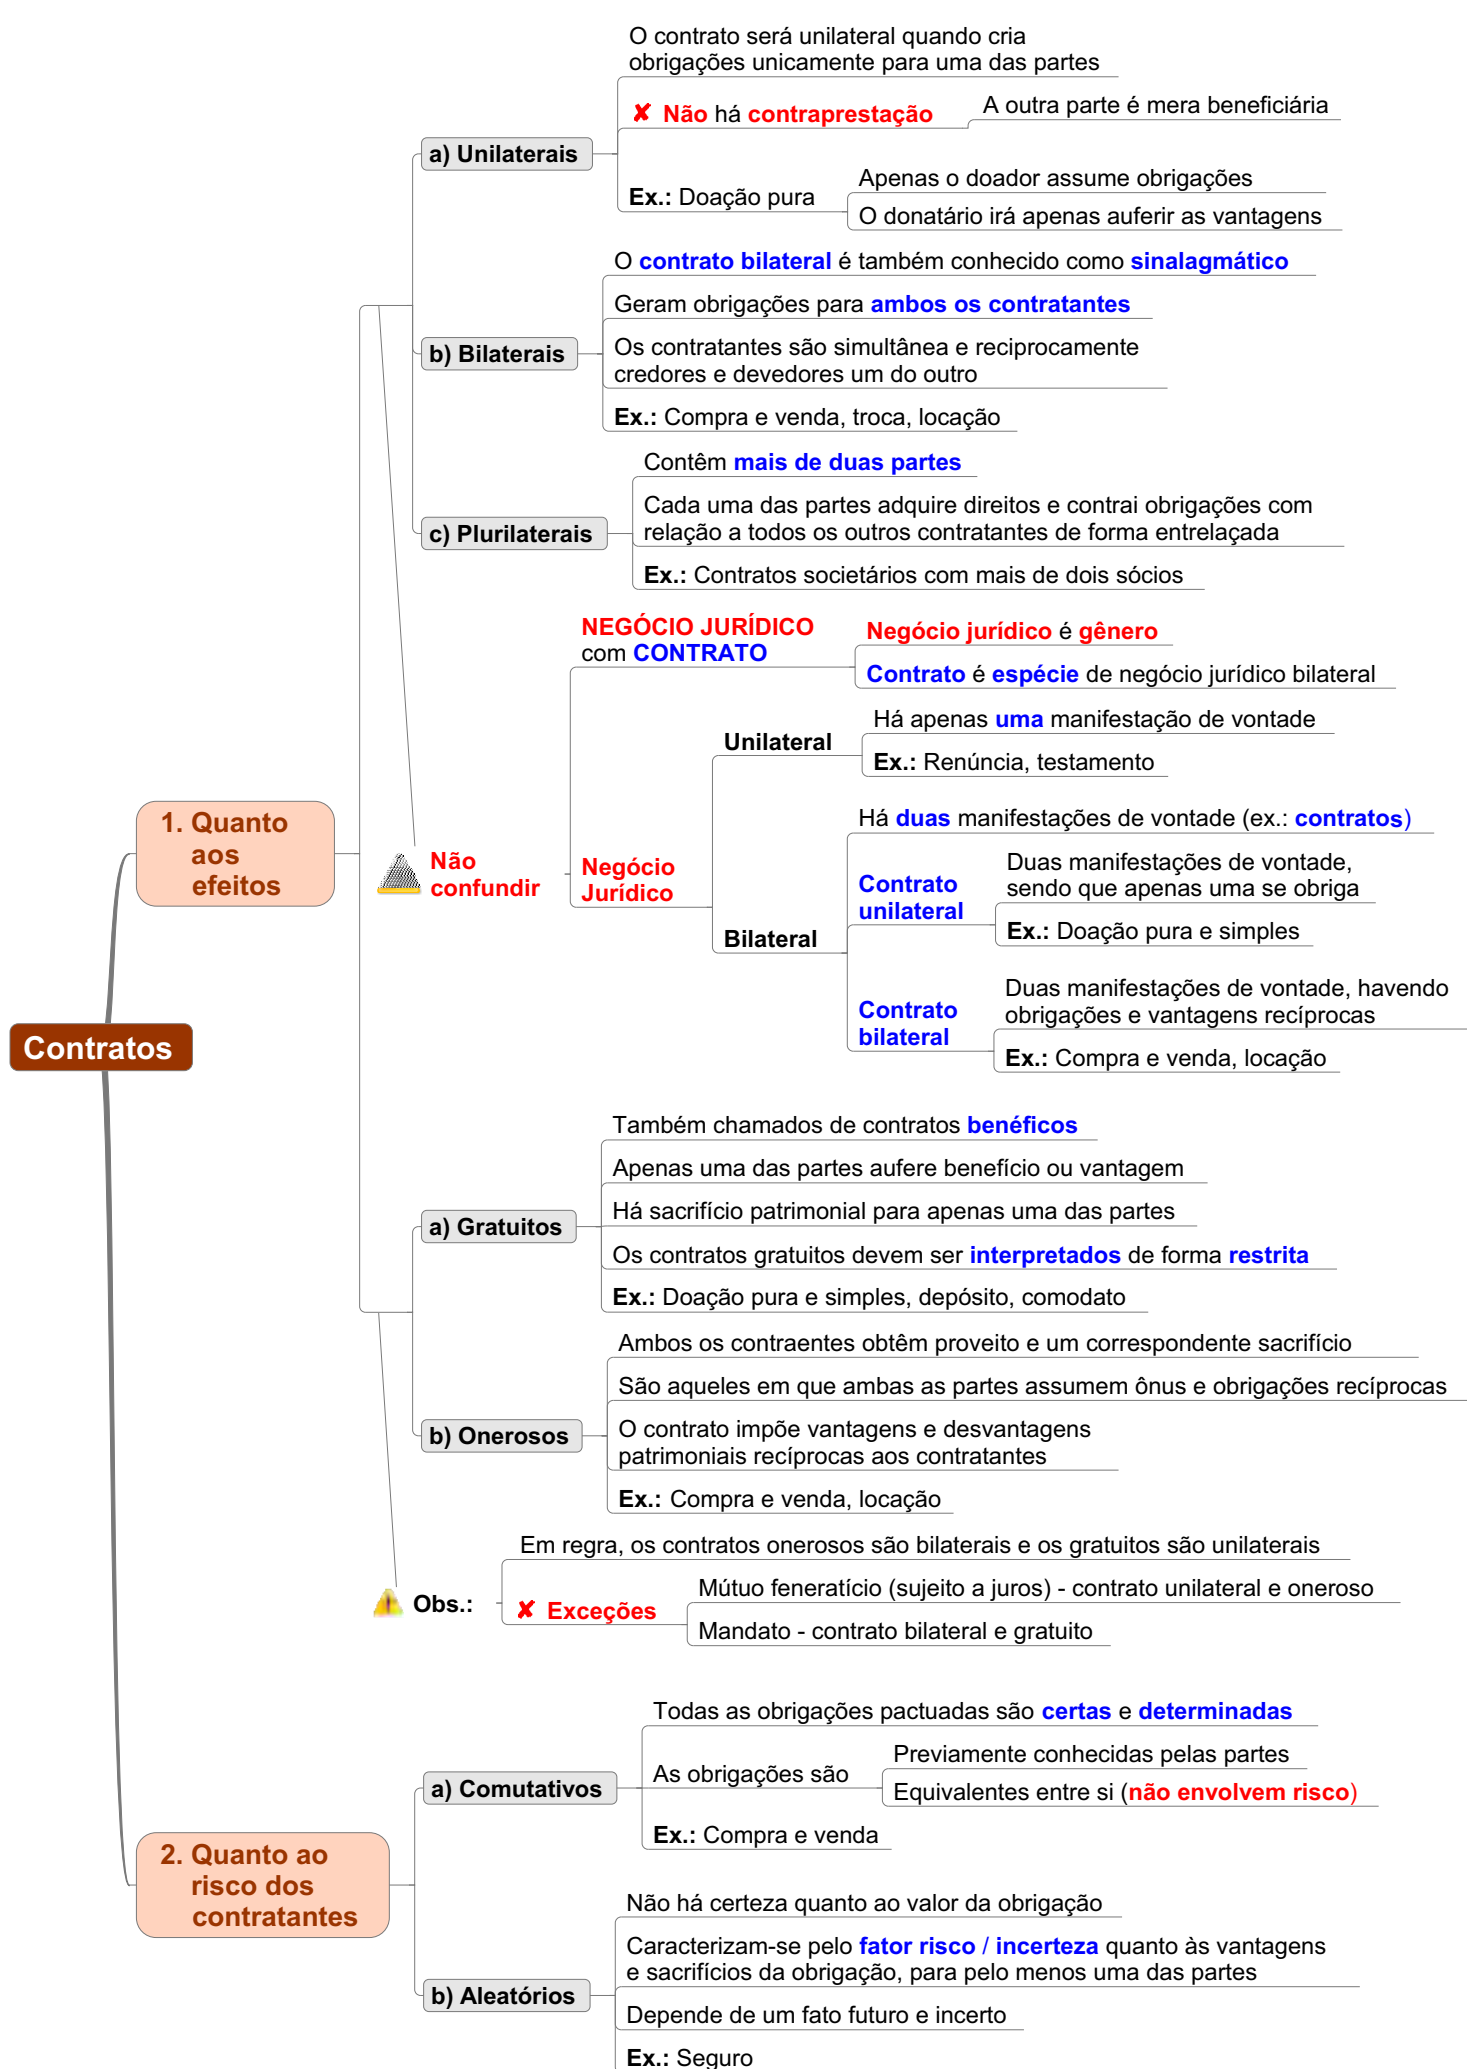 Contratos
1. Quanto
aos
efeitos
a) Unilaterais
O contrato será unilateral quando cria
obrigações unicamente para uma das partes
✘ Não há contraprestação
A outra parte é mera beneficiária
Ex.: Doação pura
Apenas o doador assume obrigações
O donatário irá apenas auferir as vantagens
b) Bilaterais
O contrato bilateral é também conhecido como sinalagmático
Geram obrigações para ambos os contratantes
Os contratantes são simultânea e reciprocamente
credores e devedores um do outro
Ex.: Compra e venda, troca, locação
c) Plurilaterais
Contêm mais de duas partes
Cada uma das partes adquire direitos e contrai obrigações com
relação a todos os outros contratantes de forma entrelaçada
Ex.: Contratos societários com mais de dois sócios
Não
confundir
NEGÓCIO JURÍDICO
com CONTRATO
Negócio jurídico é gênero
Contrato é espécie de negócio jurídico bilateral
Negócio
Jurídico
Unilateral
Há apenas uma manifestação de vontade
Ex.: Renúncia, testamento
Bilateral
Há duas manifestações de vontade (ex.: contratos)
Contrato
unilateral
Duas manifestações de vontade,
sendo que apenas uma se obriga
Ex.: Doação pura e simples
Contrato
bilateral
Duas manifestações de vontade, havendo
obrigações e vantagens recíprocas
Ex.: Compra e venda, locação
a) Gratuitos
Também chamados de contratos benéficos
Apenas uma das partes aufere benefício ou vantagem
Há sacrifício patrimonial para apenas uma das partes
Os contratos gratuitos devem ser interpretados de forma restrita
Ex.: Doação pura e simples, depósito, comodato
b) Onerosos
Ambos os contraentes obtêm proveito e um correspondente sacrifício
São aqueles em que ambas as partes assumem ônus e obrigações recíprocas
O contrato impõe vantagens e desvantagens
patrimoniais recíprocas aos contratantes
Ex.: Compra e venda, locação
Obs.:
Em regra, os contratos onerosos são bilaterais e os gratuitos são unilaterais
✘ Exceções
Mútuo feneratício (sujeito a juros) - contrato unilateral e oneroso
Mandato - contrato bilateral e gratuito
2. Quanto ao
risco dos
contratantes
a) Comutativos
Todas as obrigações pactuadas são certas e determinadas
As obrigações são
Previamente conhecidas pelas partes
Equivalentes entre si (não envolvem risco)
Ex.: Compra e venda
b) Aleatórios
Não há certeza quanto ao valor da obrigação
Caracterizam-se pelo fator risco / incerteza quanto às vantagens
e sacrifícios da obrigação, para pelo menos uma das partes
Depende de um fato futuro e incerto
Ex.: Seguro